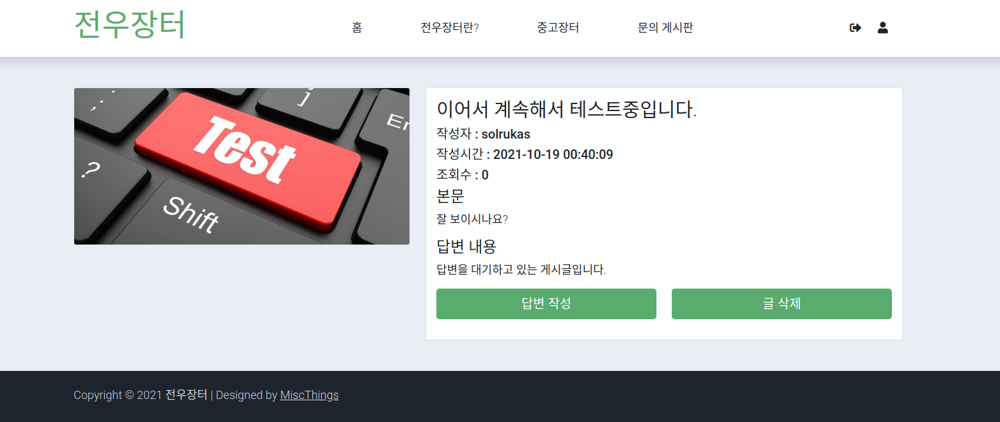 전우장터
홈
전우장터란?
중고장터
문의 게시판
;
]
?
Test
Shift
이어서 계속해서 테스트중입니다.
작성자 : solrukas
작성시간 : 2021-10-19 00:40:09
조회수 : 0
본문
잘 보이시나요?
답변 내용
답변을 대기하고 있는 게시글입니다.
답변 작성
글 삭제
Copyright © 2021 전우장터 | Designed by MiscThings